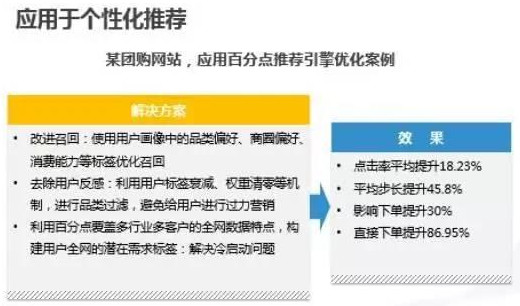 应用于个性化推荐
某团购网站，应用百分点推荐引擎优化案例
解决方案
• 改进召回：使用用户画像中的品类偏好、商圈偏好、
消费能力等标签优化召回
• 去除用户反感：利用用户标签衰减、权重清零等机
制，进行品类过滤，避免给用户进行过力营销
• 利用百分点覆盖多行业多客户的全网数据特点，构
建用户全网的潜在需求标签：解决冷启动问题
效 果
• 点击率平均提升18.23%
• 平均步长提升45.8%
• 影响下单提升30%
• 直接下单提升86.95%